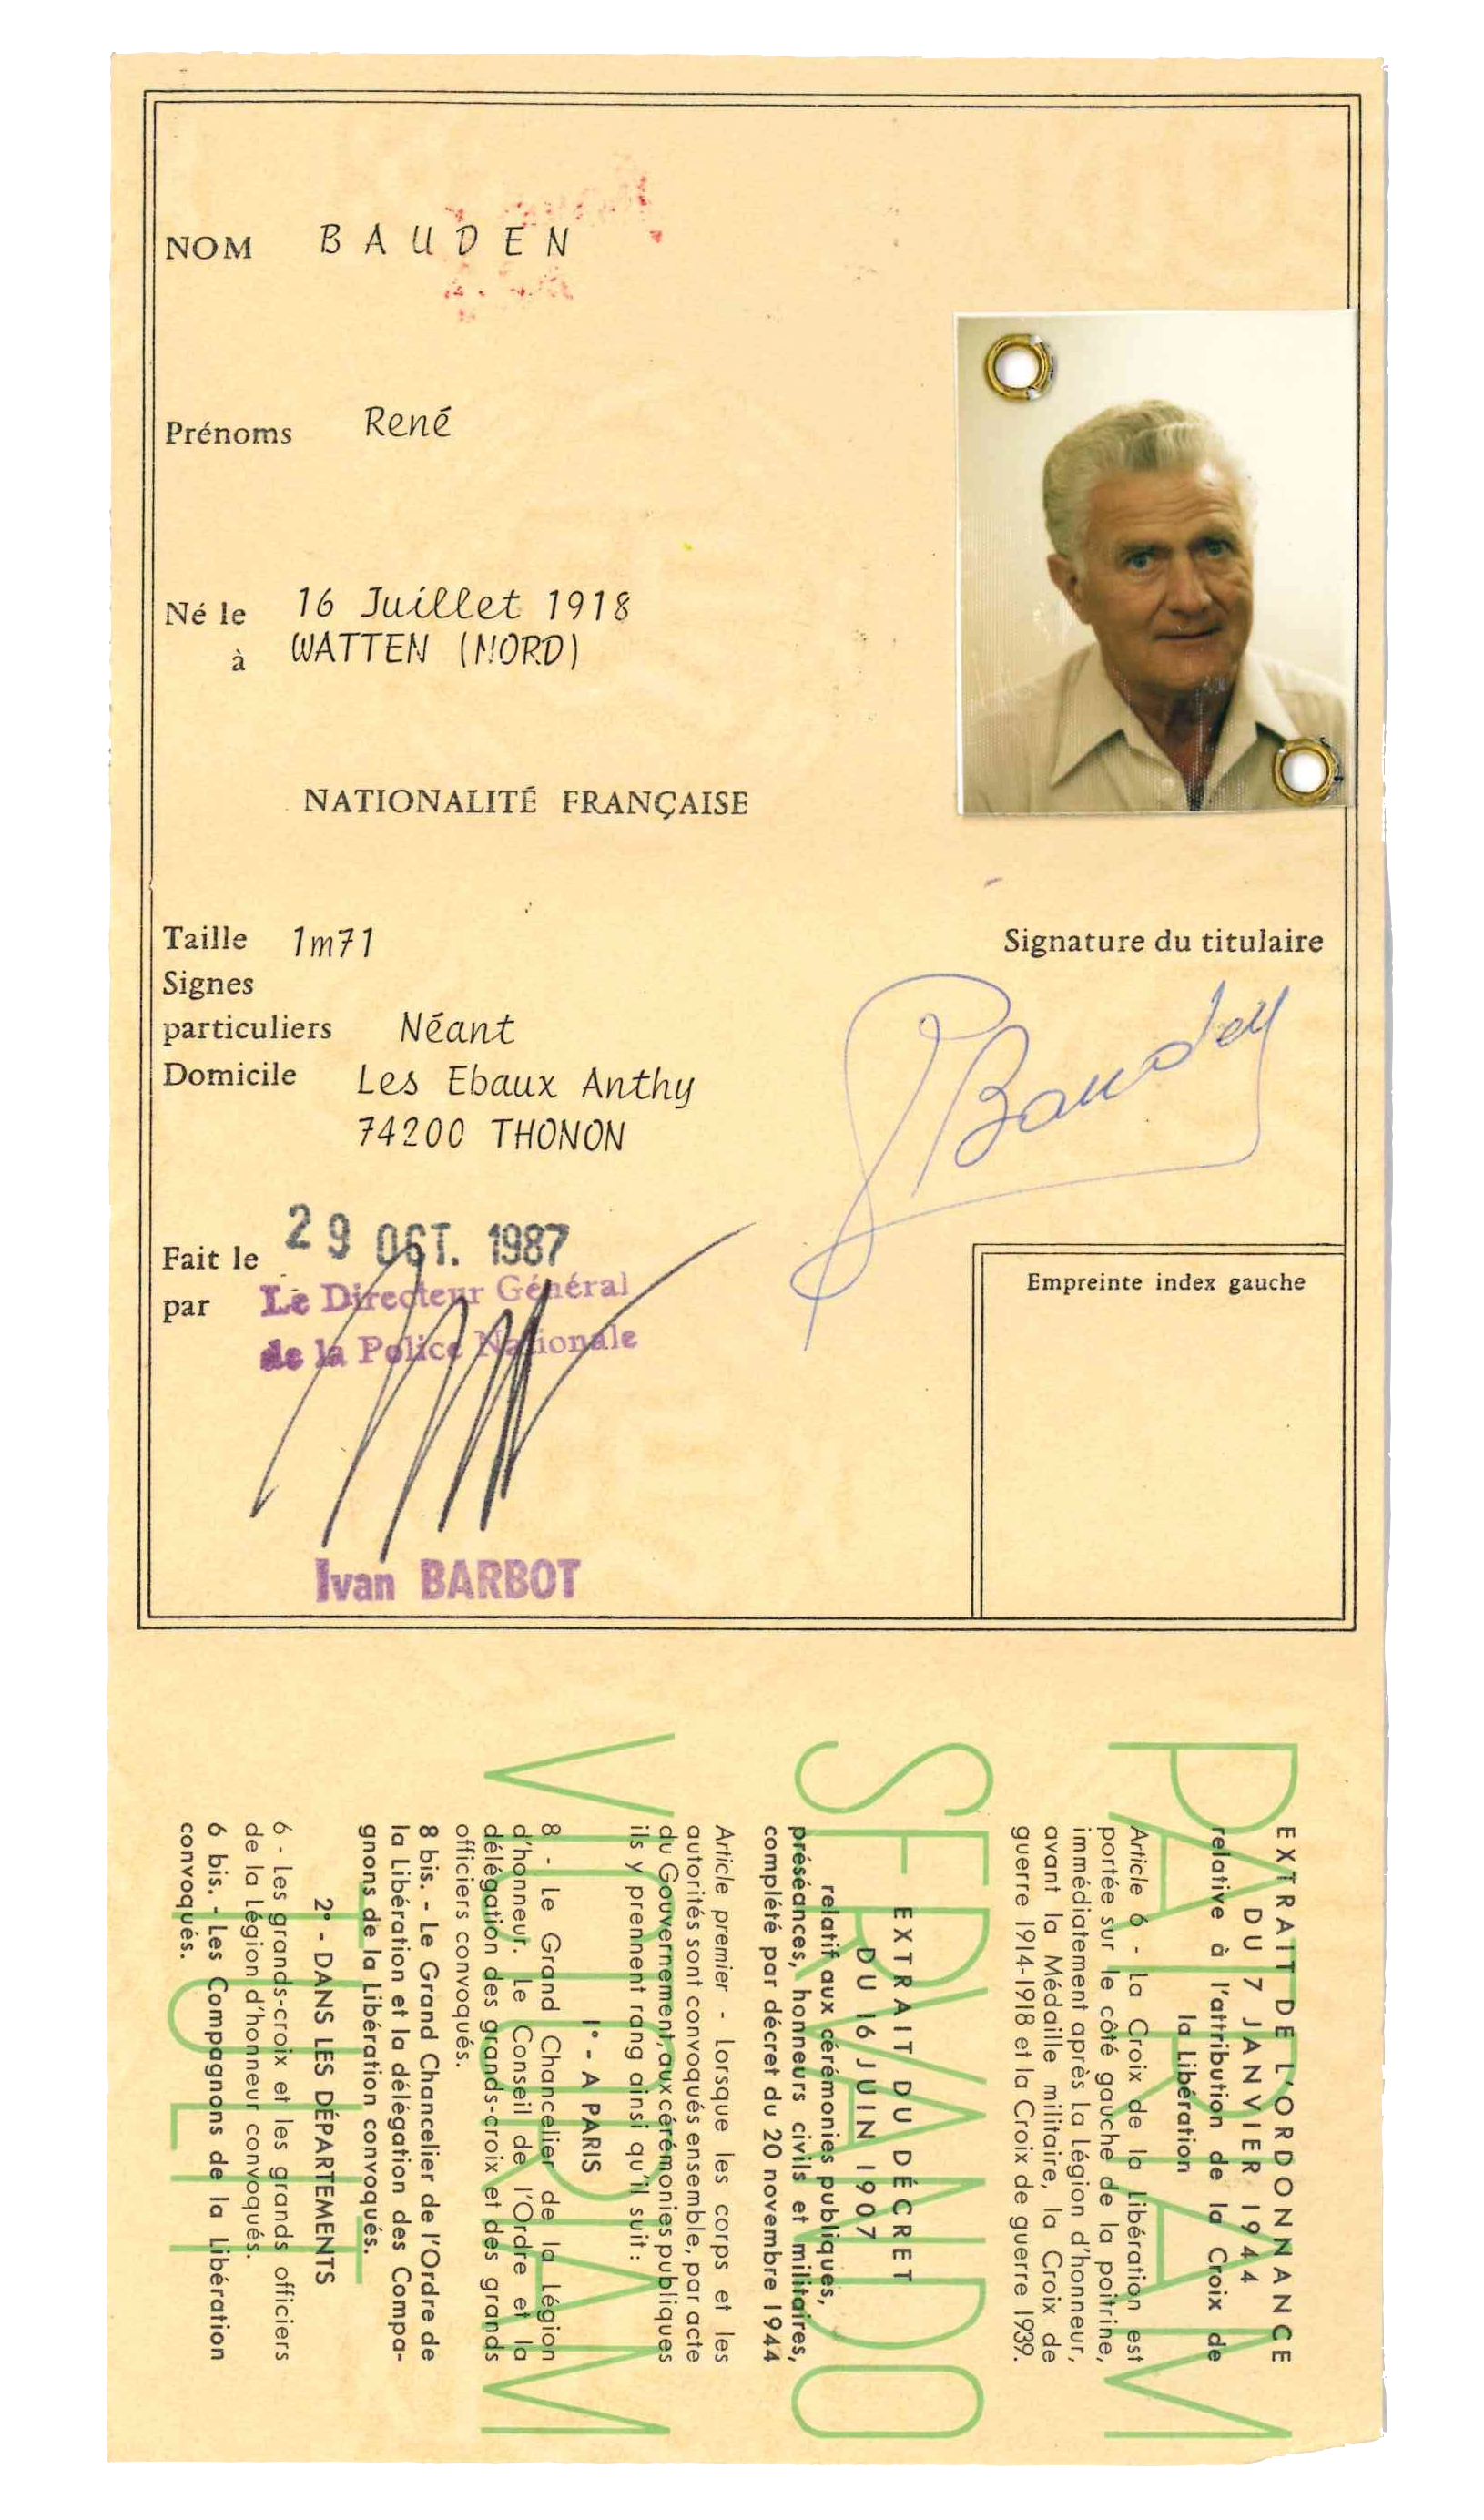 NOM BAUDEN
Prénoms René
Né le 16 Juillet 1918
à WATTEN (NORD)
NATIONALITÉ FRANÇAISE
Taille 1m71
Signes
particuliers Néant
Domicile Les Ebaux Anthy
74200 THONON
Signature du titulaire
Bauden
Fait le 29 OCT. 1987
par Le Directeur Général
de la Police Nationale
Ivan BARBOT
Empreinte index gauche
PATRIAM
SERVANDO
VICTORIAM
TULIT
EXTRAIT DE L'ORDONNANCE
DU 7 JANVIER 1944
relative à l'attribution de la Croix de
la Libération
Article 6 - La Croix de la Libération est
portée sur le côté gauche de la poitrine,
immédiatement après la Légion d'honneur,
avant la Médaille militaire, la Croix de
guerre 1914-1918 et la Croix de guerre 1939.
EXTRAIT DU DÉCRET
DU 16 JUIN 1907
relatif aux cérémonies publiques,
préséances, honneurs civils et militaires,
complété par décret du 20 novembre 1944
Article premier - Lorsque les corps et les
autorités sont convoqués ensemble, par acte
du Gouvernement, aux cérémonies publiques
ils y prennent rang ainsi qu'il suit :
1° - A PARIS
8 - Le Grand Chancelier de la Légion
d'honneur. Le Conseil de l'Ordre et la
délégation des grands-croix et des grands
officiers convoqués.
8 bis. - Le Grand Chancelier de l'Ordre de
la Libération et la délégation des Compa-
gnons de la Libération convoqués.
2° - DANS LES DÉPARTEMENTS
6 - Les grands-croix et les grands officiers
de la Légion d'honneur convoqués.
6 bis. - Les Compagnons de la Libération
convoqués.